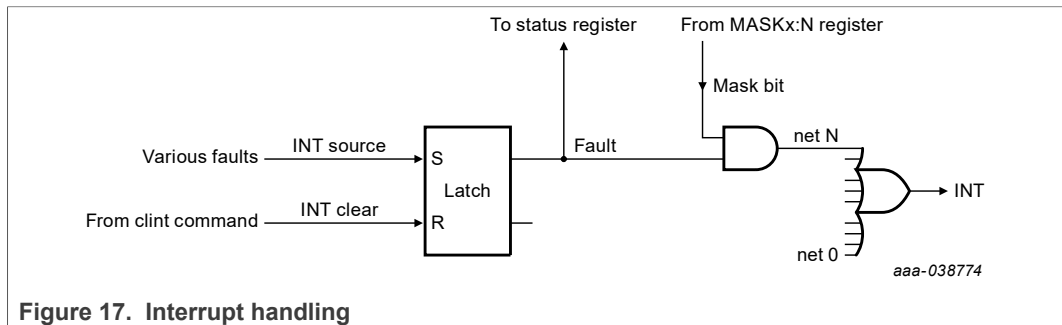 To status register
From MASKx:N register
Mask bit
net N
Various faults
INT source
S
Fault
Latch
INT
From clint command
INT clear
R
net 0
aaa-038774
Figure 17. Interrupt handling